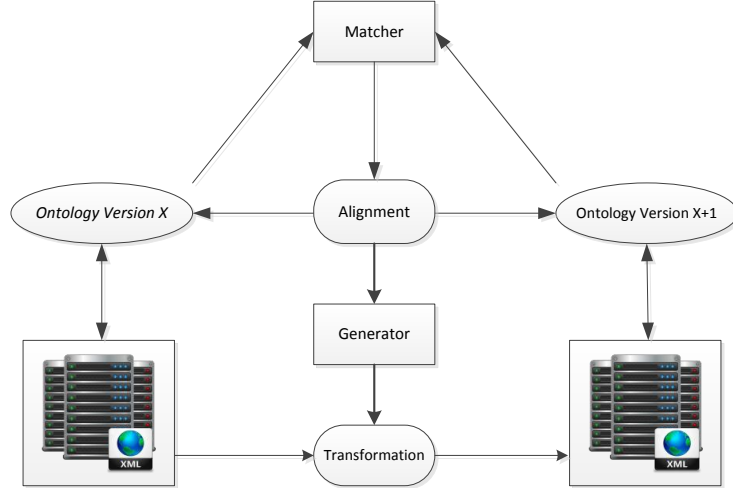 Matcher
Ontology Version X
Alignment
Ontology Version X+1
Generator
XML
Transformation
XML